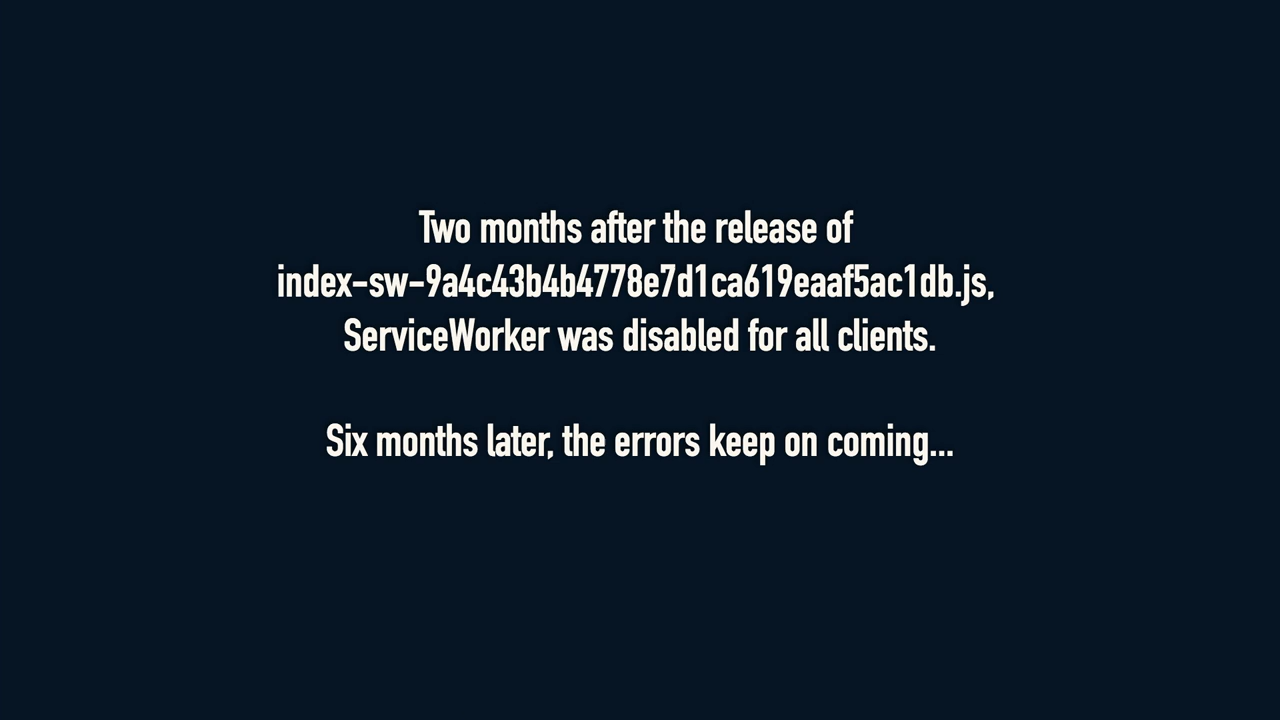 Two months after the release of
index-sw-9a4c43b4b4778e7d1ca619eaaf5ac1db.js,
ServiceWorker was disabled for all clients.
Six months later, the errors keep on coming...